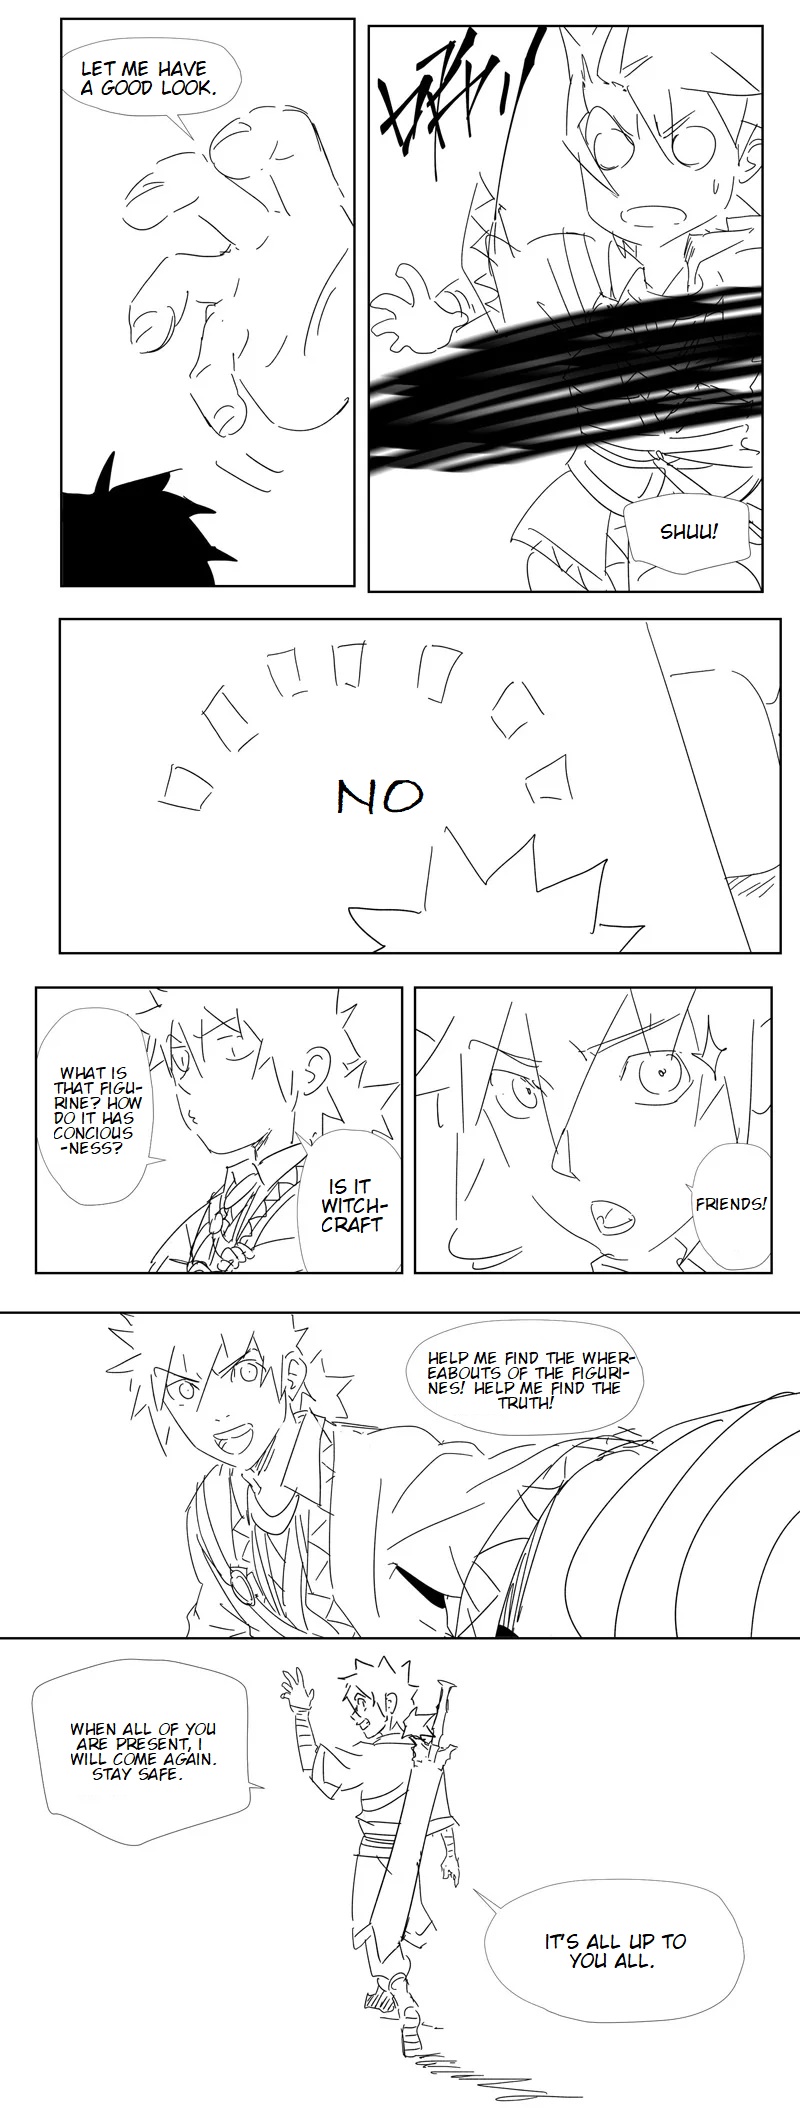 LET ME HAVE
A GOOD LOOK.
SHUU!
NO
WHAT IS
THAT FIGU-
RINE? HOW
DO IT HAS
CONCIOUS
-NESS?
IS IT
WITCH-
CRAFT
FRIENDS!
HELP ME FIND THE WHER-
EABOUTS OF THE FIGURI-
NES! HELP ME FIND THE
TRUTH!
WHEN ALL OF YOU
ARE PRESENT, I
WILL COME AGAIN.
STAY SAFE.
IT'S ALL UP TO
YOU ALL.